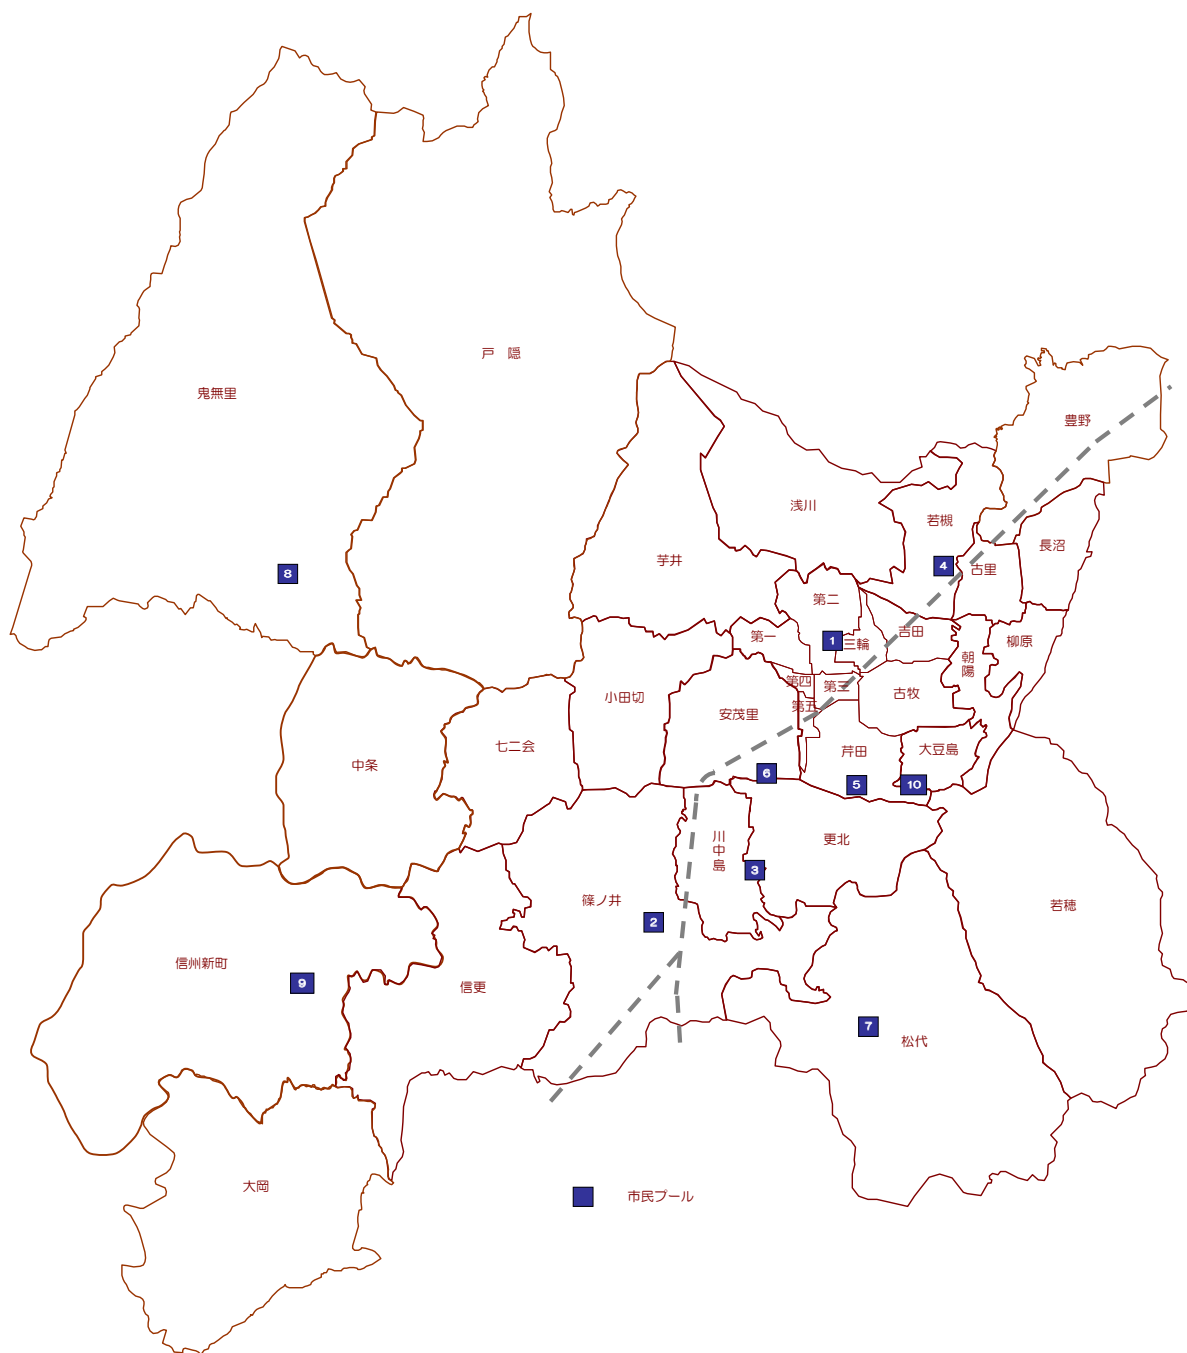 戸 隠
鬼無里
豊野
浅川
若槻
長沼
芋井
4
古里
8
第二
第一
1
三輪
吉田
柳原
朝陽
第四
第三
古牧
小田切
第五
安茂里
七二会
芹田
大豆島
中条
6
5
10
川中島
更北
3
篠ノ井
若穂
2
信州新町
9
信更
7
松代
大岡
市民プール